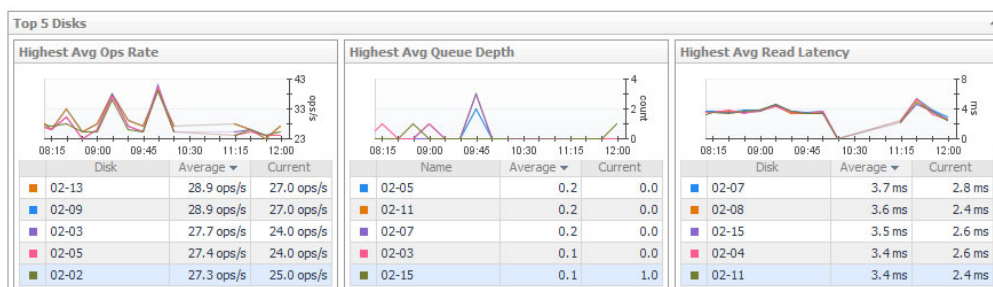 Top 5 Disks
Highest Avg Ops Rate
43
33
23
ops/s
08:15 09:00 09:45 10:30 11:15 12:00
Disk Average Current
02-13 28.9 ops/s 27.0 ops/s
02-09 28.9 ops/s 27.0 ops/s
02-03 27.7 ops/s 24.0 ops/s
02-05 27.4 ops/s 24.0 ops/s
02-02 27.3 ops/s 25.0 ops/s
Highest Avg Queue Depth
4
2
0
count
08:15 09:00 09:45 10:30 11:15 12:00
Name Average Current
02-05 0.2 0.0
02-11 0.2 0.0
02-07 0.2 0.0
02-03 0.1 0.0
02-15 0.1 1.0
Highest Avg Read Latency
8
4
0
ms
08:15 09:00 09:45 10:30 11:15 12:00
Disk Average Current
02-07 3.7 ms 2.8 ms
02-08 3.6 ms 2.4 ms
02-15 3.5 ms 2.6 ms
02-04 3.4 ms 2.6 ms
02-11 3.4 ms 2.4 ms